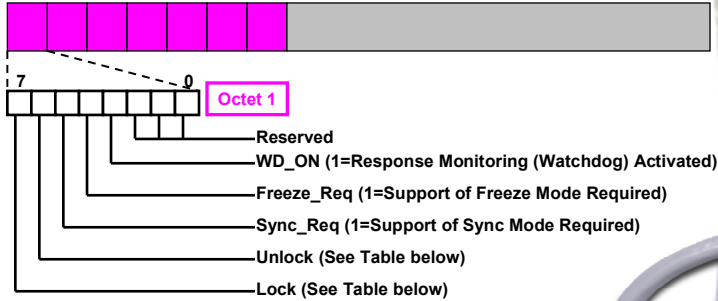 7 0
Octet 1
Reserved
WD_ON (1=Response Monitoring (Watchdog) Activated)
Freeze_Req (1=Support of Freeze Mode Required)
Sync_Req (1=Support of Sync Mode Required)
Unlock (See Table below)
Lock (See Table below)